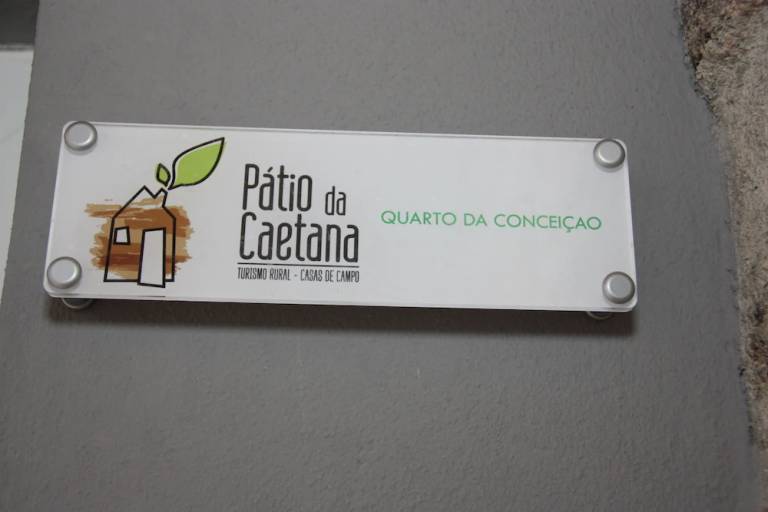 Pátio da
Caetana
TURISMO RURAL - CASAS DE CAMPO
QUARTO DA CONCEIÇAO